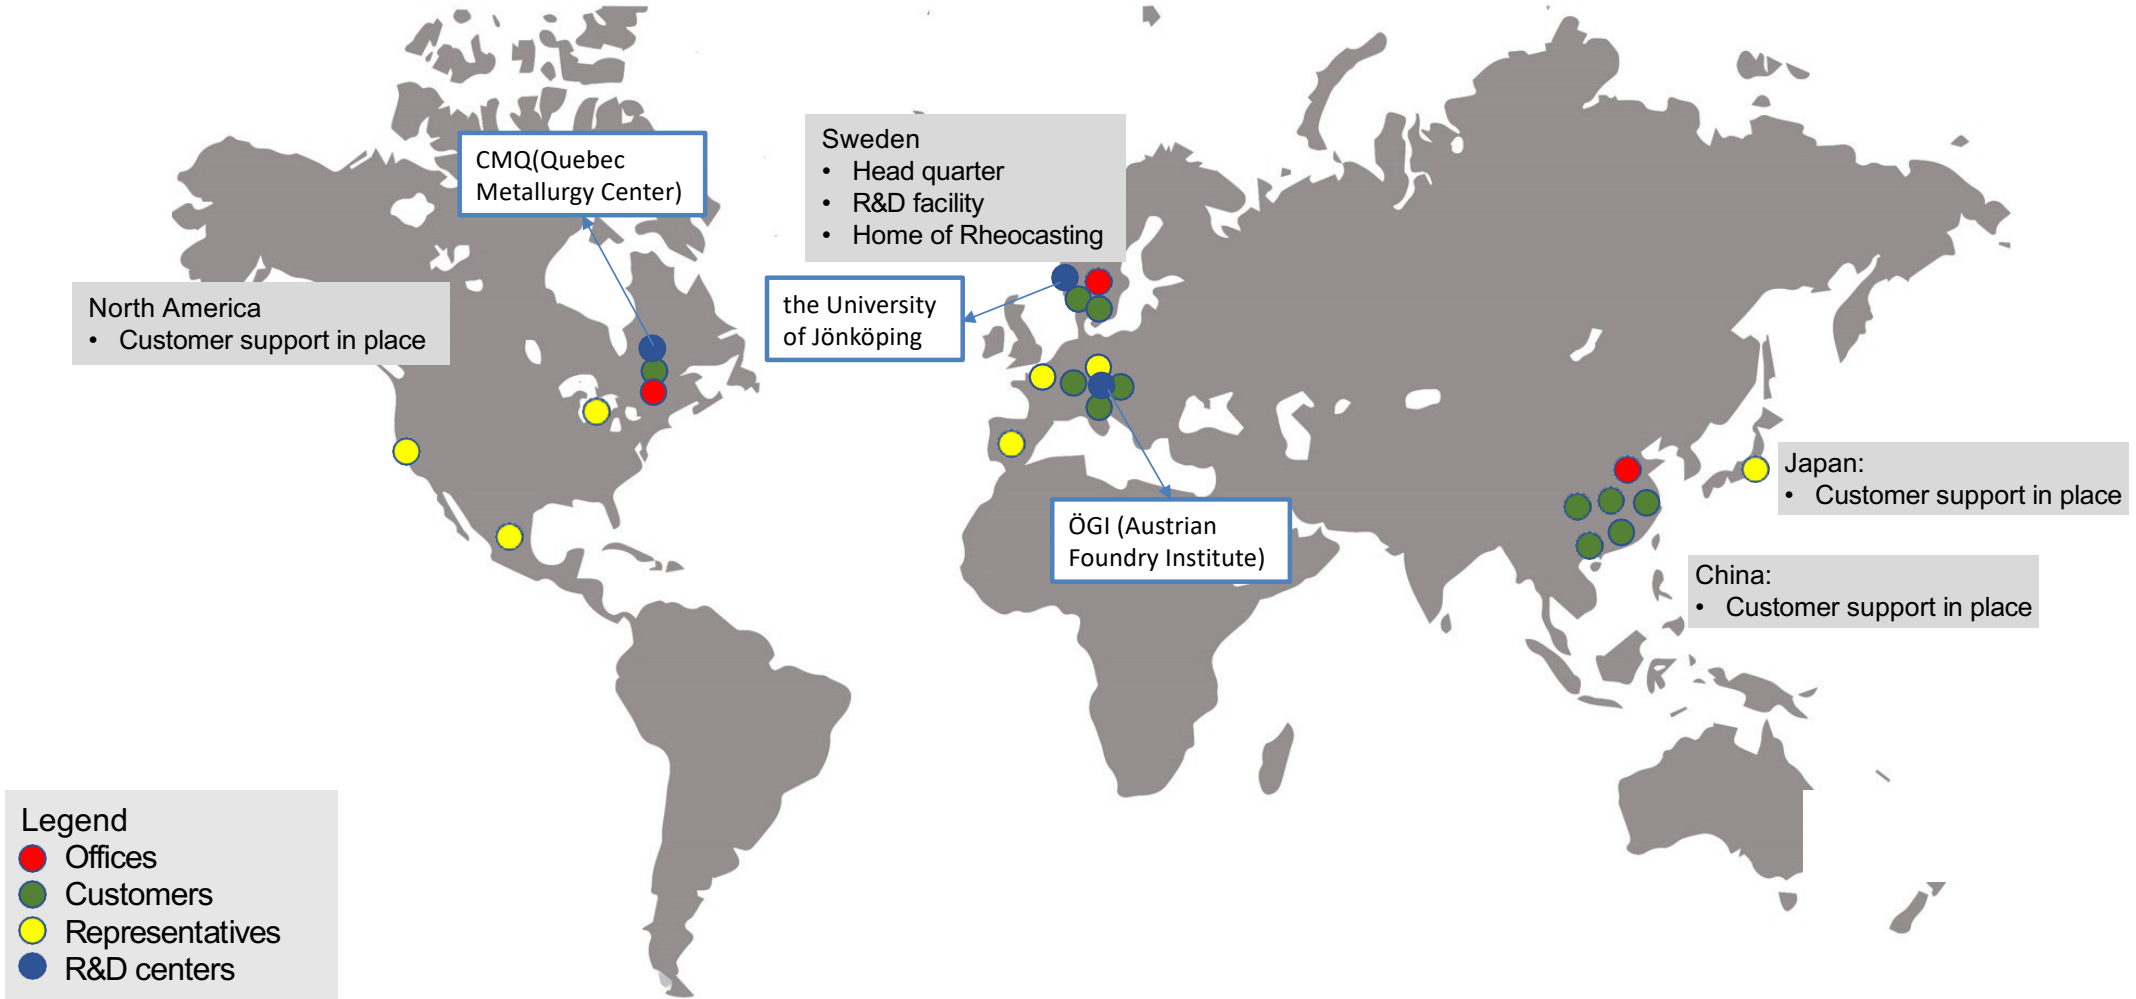 CMQ(Quebec
Metallurgy Center)
Sweden
• Head quarter
• R&D facility
• Home of Rheocasting
North America
• Customer support in place
the University
of Jönköping
Japan:
• Customer support in place
ÖGI (Austrian
Foundry Institute)
China:
• Customer support in place
Legend
Offices
Customers
Representatives
R&D centers